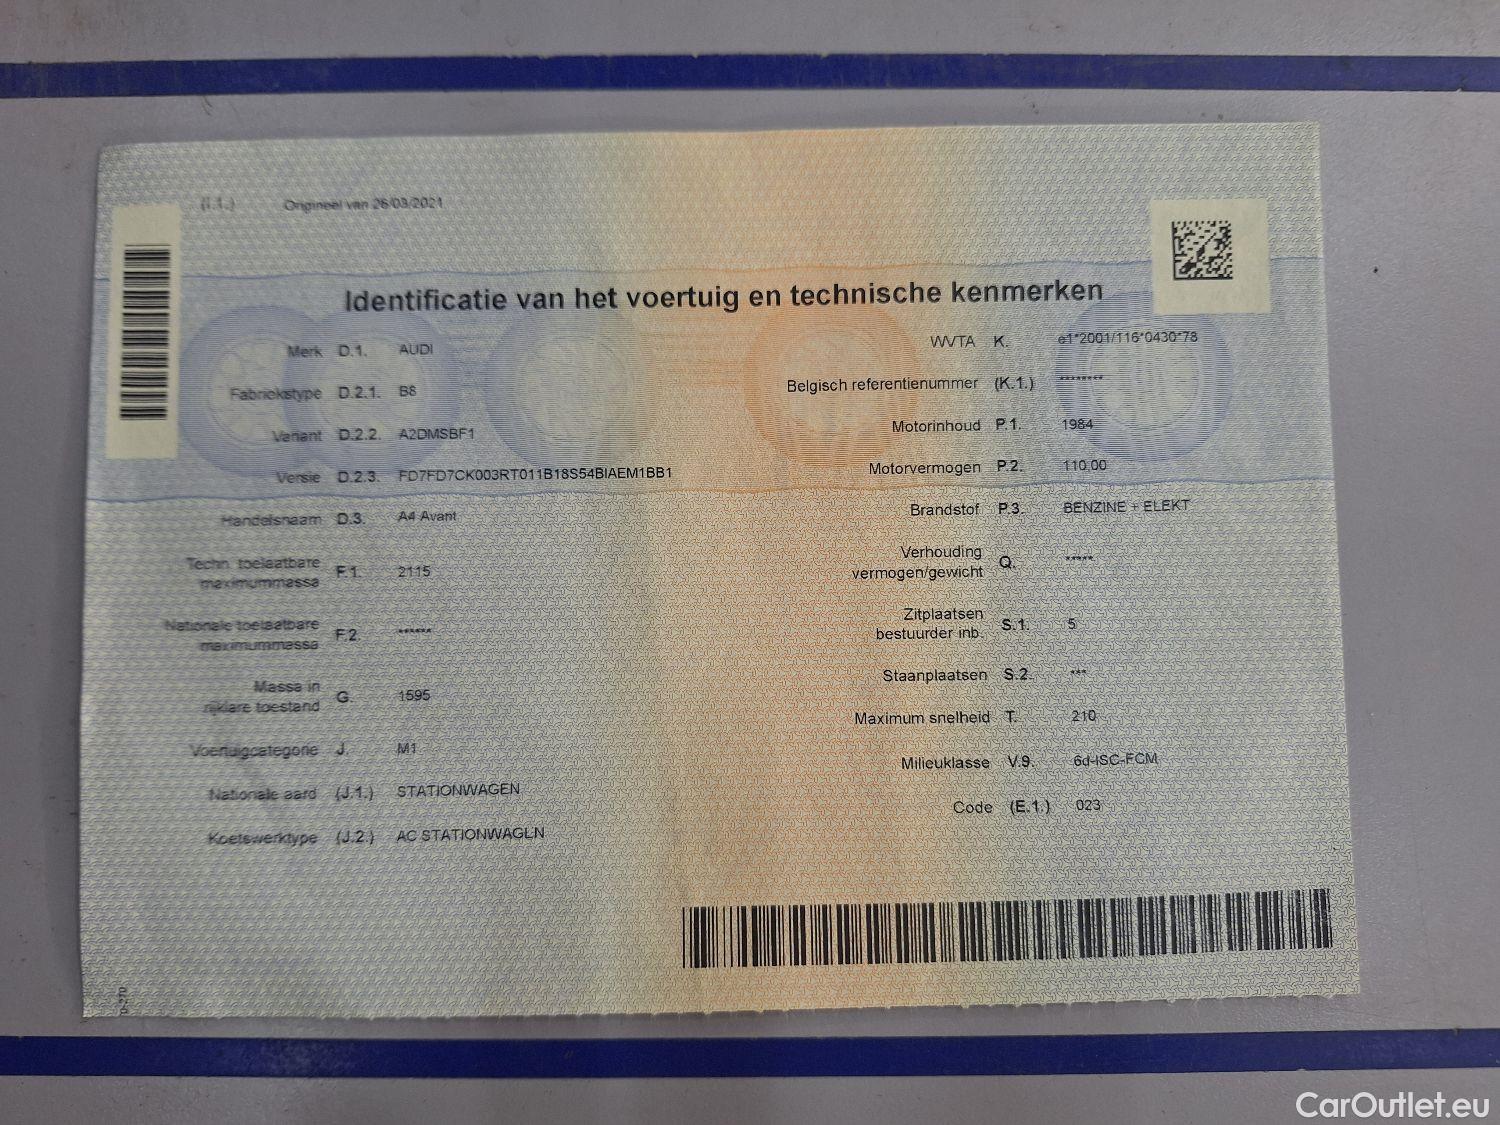 (I.1.) Origineel van 26/03/2021
Identificatie van het voertuig en technische kenmerken
Merk D.1. AUDI
Fabriekstype D.2.1. B8
Variant D.2.2. A2DMSBF1
Versie D.2.3. FD7FD7CK003RT011B18S54BIAEM1BB1
Handelsnaam D.3. A4 Avant
Techn. toelaatbare
maximummassa F.1. 2115
Nationale toelaatbare
maximummassa F.2. ******
Massa in
rijklare toestand G. 1595
Voertuigcategorie J. M1
Nationale aard (J.1.) STATIONWAGEN
Koetswerktype (J.2.) AC STATIONWAGEN
WVTA K. e1*2001/116*0430*78
Belgisch referentienummer (K.1.) ********
Motorinhoud P.1. 1984
Motorvermogen P.2. 110,00
Brandstof P.3. BENZINE + ELEKT
Verhouding
vermogen/gewicht Q. *****
Zitplaatsen
bestuurder inb. S.1. 5
Staanplaatsen S.2. ***
Maximum snelheid T. 210
Milieuklasse V.9. 6d-ISC-FCM
Code (E.1.) 023
0-270
CarOutlet.eu